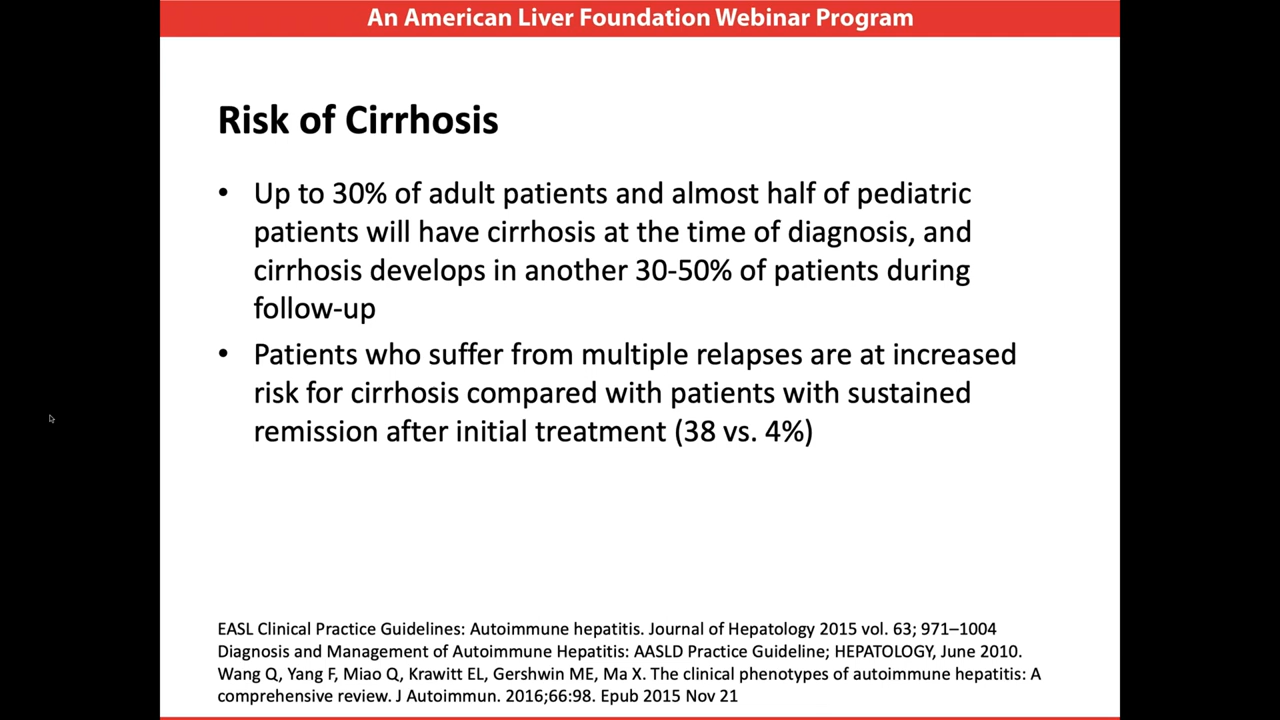 An American Liver Foundation Webinar Program
Risk of Cirrhosis
• Up to 30% of adult patients and almost half of pediatric
patients will have cirrhosis at the time of diagnosis, and
cirrhosis develops in another 30-50% of patients during
follow-up
• Patients who suffer from multiple relapses are at increased
risk for cirrhosis compared with patients with sustained
remission after initial treatment (38 vs. 4%)
EASL Clinical Practice Guidelines: Autoimmune hepatitis. Journal of Hepatology 2015 vol. 63; 971–1004
Diagnosis and Management of Autoimmune Hepatitis: AASLD Practice Guideline; HEPATOLOGY, June 2010.
Wang Q, Yang F, Miao Q, Krawitt EL, Gershwin ME, Ma X. The clinical phenotypes of autoimmune hepatitis: A
comprehensive review. J Autoimmun. 2016;66:98. Epub 2015 Nov 21